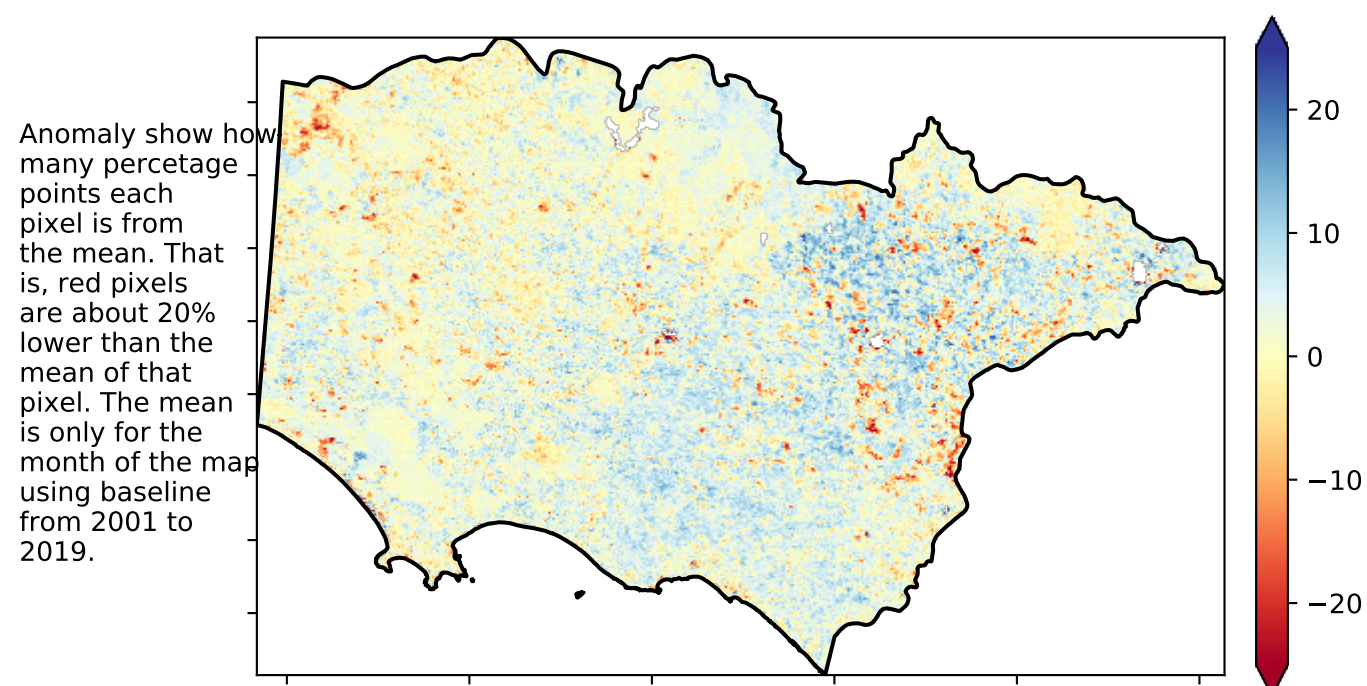 Anomaly show how
many percetage
points each
pixel is from
the mean. That
is, red pixels
are about 20%
lower than the
mean of that
pixel. The mean
is only for the
month of the map
using baseline
from 2001 to
2019.
20
10
0
−10
−20